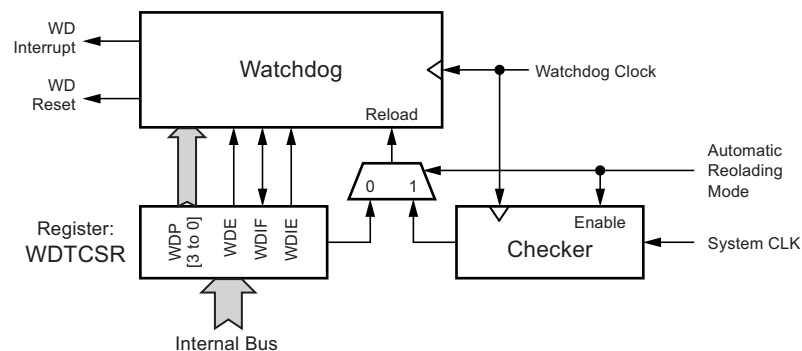 WD
Interrupt
WD
Reset
Watchdog
Reload
Watchdog Clock
Automatic
Reolading
Mode
0 1
Register:
WDTCSR
WDP
[3 to 0]
WDE
WDIF
WDIE
Enable
Checker
System CLK
Internal Bus